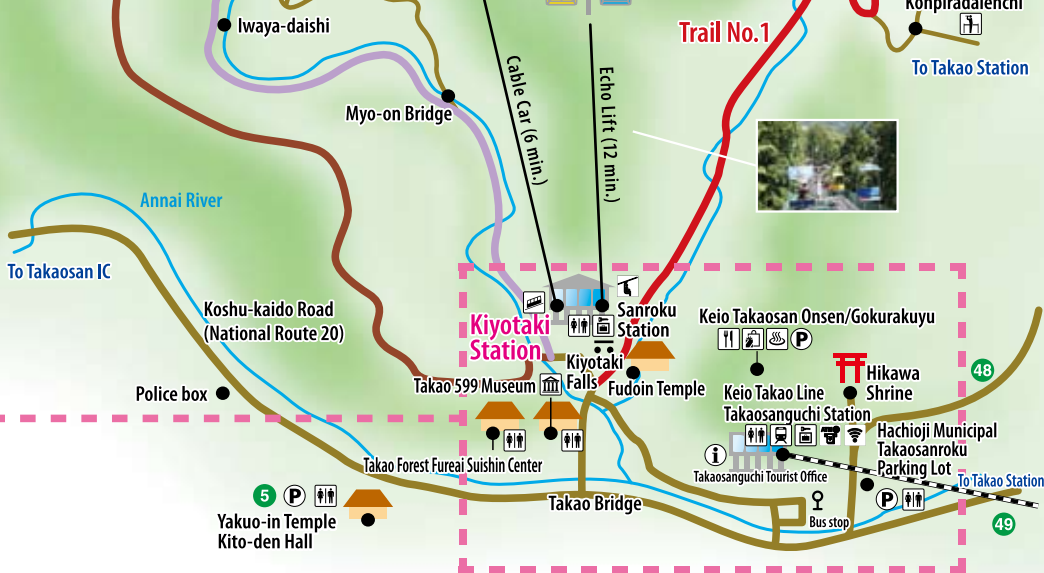 Iwaya-daishi
Trail No.1
Konpiradaienchi
To Takao Station
Cable Car (6 min.)
Echo Lift (12 min.)
Myo-on Bridge
Annai River
To Takaosan IC
Koshu-kaido Road
(National Route 20)
Sanroku
Station
Kiyotaki
Station
Keio Takaosan Onsen/Gokurakuyu
P
Kiyotaki
Falls
Takao 599 Museum
Fudoin Temple
Hikawa
Shrine
48
Police box
Keio Takao Line
Takaosanguchi Station
Hachioji Municipal
Takaosanroku
Parking Lot
i
Takao Forest Fureai Suishin Center
Takaosanguchi Tourist Office
To Takao Station
5
P
Yakuo-in Temple
Kito-den Hall
Takao Bridge
Bus stop
P
49